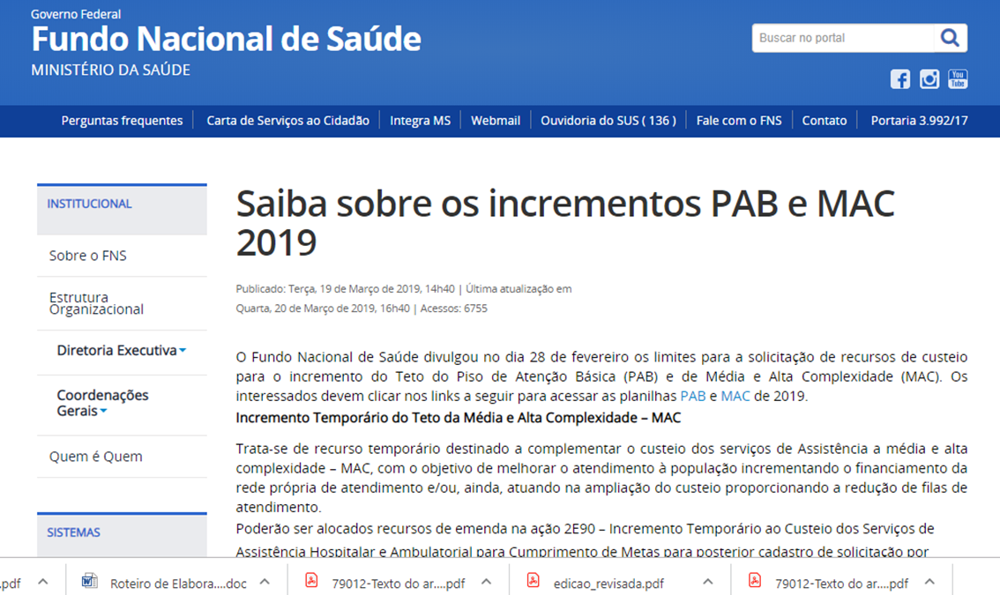 Governo Federal
Fundo Nacional de Saúde
MINISTÉRIO DA SAÚDE
Buscar no portal
You
Tube
Perguntas frequentes
Carta de Serviços ao Cidadão
Integra MS
Webmail
Ouvidoria do SUS ( 136 )
Fale com o FNS
Contato
Portaria 3.992/17
INSTITUCIONAL
Sobre o FNS
Estrutura
Organizacional
Diretoria Executiva
Coordenações
Gerais
Quem é Quem
SISTEMAS
Saiba sobre os incrementos PAB e MAC
2019
Publicado: Terça, 19 de Março de 2019, 14h40 | Última atualização em
Quarta, 20 de Março de 2019, 16h40 | Acessos: 6755
O Fundo Nacional de Saúde divulgou no dia 28 de fevereiro os limites para a solicitação de recursos de custeio
para o incremento do Teto do Piso de Atenção Básica (PAB) e de Média e Alta Complexidade (MAC). Os
interessados devem clicar nos links a seguir para acessar as planilhas PAB e MAC de 2019.
Incremento Temporário do Teto da Média e Alta Complexidade – MAC
Trata-se de recurso temporário destinado a complementar o custeio dos serviços de Assistência a média e alta
complexidade – MAC, com o objetivo de melhorar o atendimento à população incrementando o financiamento da
rede própria de atendimento e/ou, ainda, atuando na ampliação do custeio proporcionando a redução de filas de
atendimento.
Poderão ser alocados recursos de emenda na ação 2E90 – Incremento Temporário ao Custeio dos Serviços de
Assistência Hospitalar e Ambulatorial para Cumprimento de Metas para posterior cadastro de solicitação por
.pdf
Roteiro de Elabora....doc
79012-Texto do ar....pdf
edicao_revisada.pdf
79012-Texto do ar....pdf